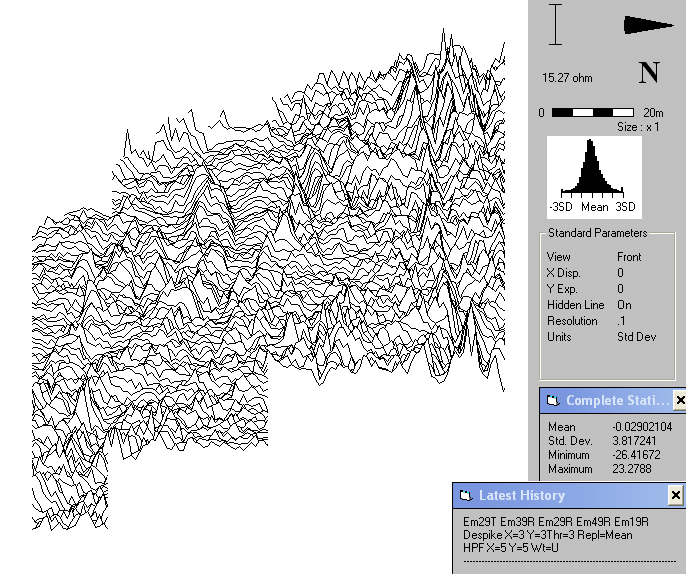 15.27 ohm
N
0 20m
Size : x 1
-3SD Mean 3SD
Standard Parameters
View Front
X Disp. 0
Y Exp. 0
Hidden Line On
Resolution .1
Units Std Dev
Complete Stati...
Mean -0.02902104
Std. Dev. 3.817241
Minimum -26.41672
Maximum 23.2788
Latest History
Em29T Em39R Em29R Em49R Em19R
Despike X=3 Y=3Thr=3 Repl=Mean
HPF X=5 Y=5 Wt=U